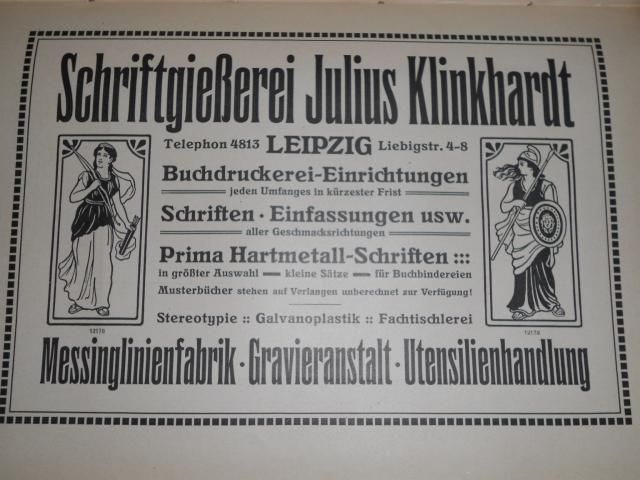 Schriftgießerei Julius Klinkhardt
Telephon 4813 LEIPZIG Liebigstr. 4-8
Buchdruckerei-Einrichtungen
jeden Umfanges in kürzester Frist
Schriften · Einfassungen usw.
aller Geschmacksrichtungen
Prima Hartmetall-Schriften :::
in größter Auswahl — kleine Sätze — für Buchbindereien
Musterbücher stehen auf Verlangen unberechnet zur Verfügung!
Stereotypie :: Galvanoplastik :: Fachtischlerei
12178
12178
Messinglinienfabrik · Gravieranstalt · Utensilienhandlung